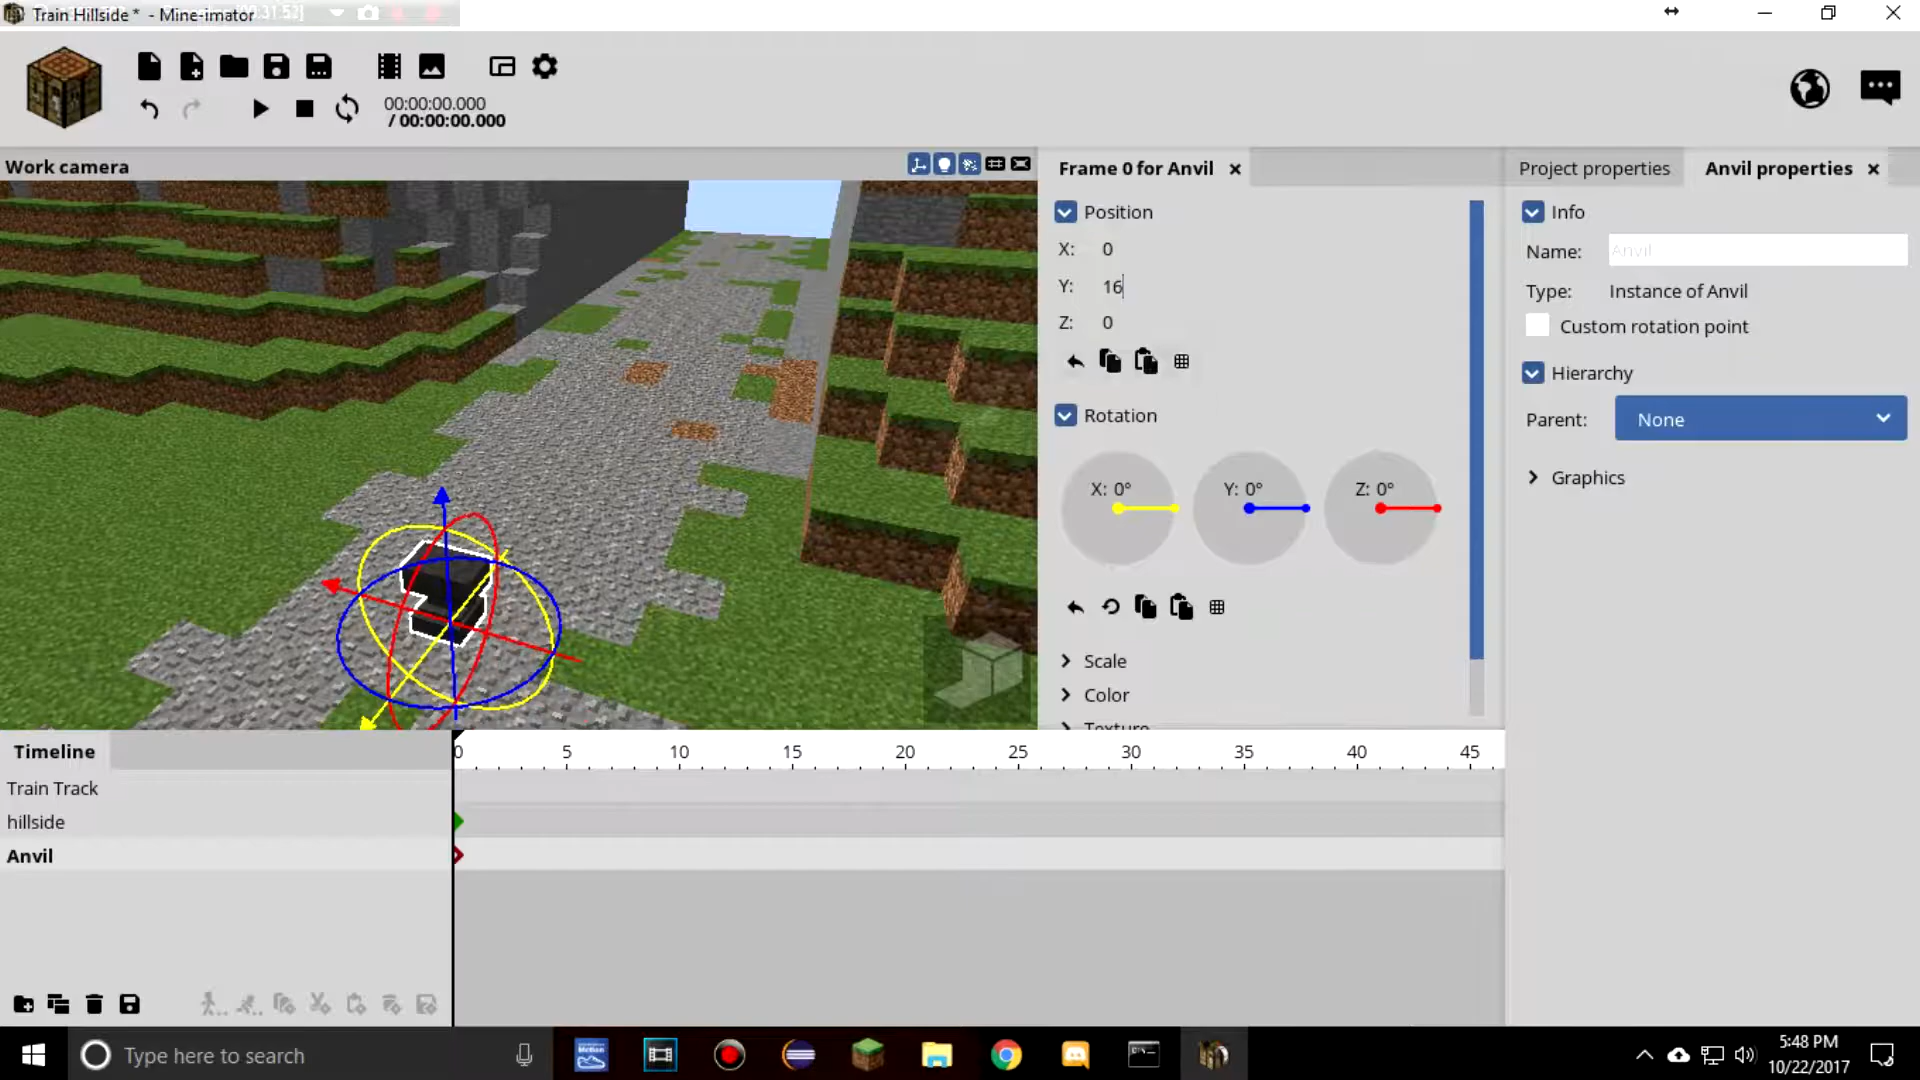 Train Hillside * - Mine-imator
00:00:00.000
/ 00:00:00.000
Work camera
Frame 0 for Anvil
Position
X: 0
Y: 16
Z: 0
Rotation
X: 0° Y: 0° Z: 0°
Scale
Color
Texture
Project properties Anvil properties
Info
Name: Anvil
Type: Instance of Anvil
Custom rotation point
Hierarchy
Parent: None
Graphics
Timeline
0 5 10 15 20 25 30 35 40 45
Train Track
hillside
Anvil
Type here to search
Motion
5:48 PM
10/22/2017